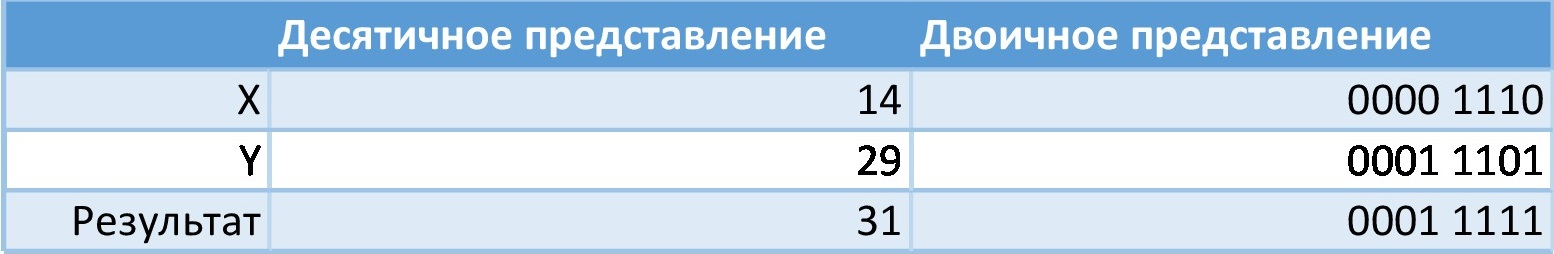 Десятичное представление Двоичное представление
X 14 0000 1110
Y 29 0001 1101
Результат 31 0001 1111